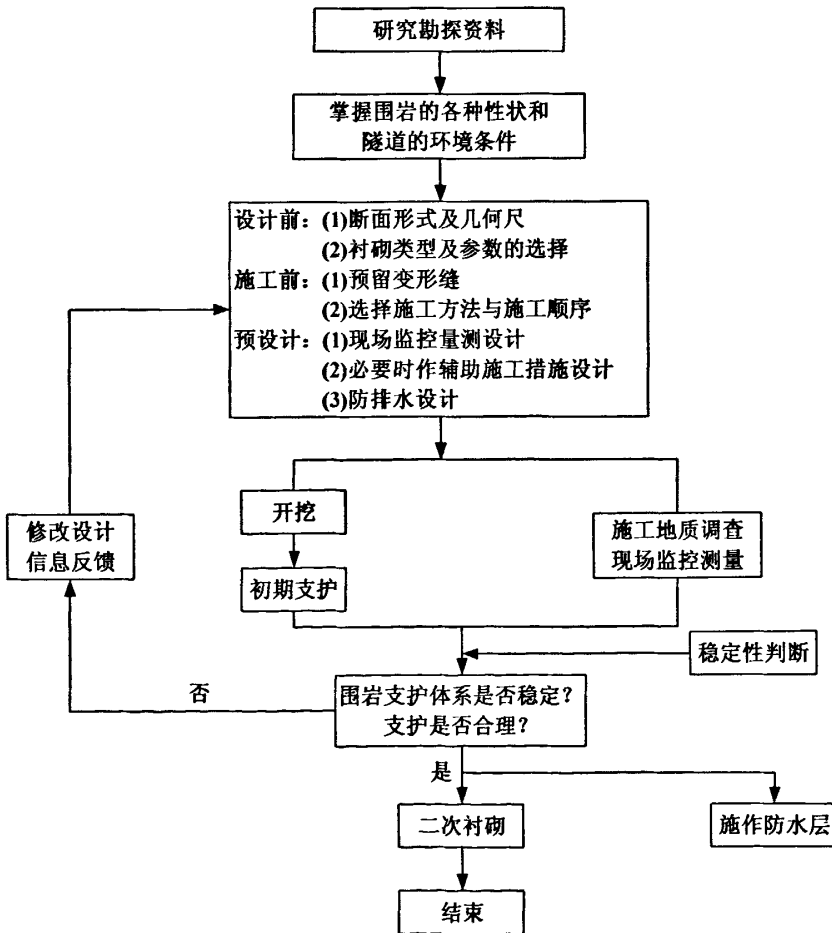 研究勘探资料
掌握围岩的各种性状和
隧道的环境条件
设计前：(1)断面形式及几何尺
(2)衬砌类型及参数的选择
施工前：(1)预留变形缝
(2)选择施工方法与施工顺序
预设计：(1)现场监控量测设计
(2)必要时作辅助施工措施设计
(3)防排水设计
开挖
初期支护
施工地质调查
现场监控测量
修改设计
信息反馈
稳定性判断
否
围岩支护体系是否稳定？
支护是否合理？
是
二次衬砌
施作防水层
结束